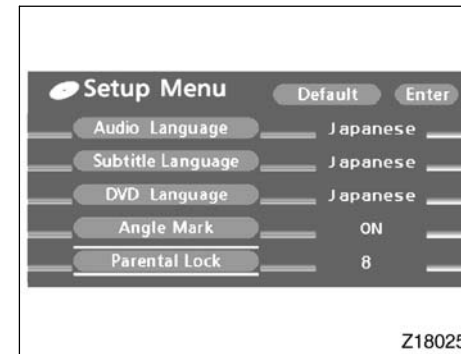 Setup Menu Default Enter
Audio Language Japanese
Subtitle Language Japanese
DVD Language Japanese
Angle Mark ON
Parental Lock 8
Z18025